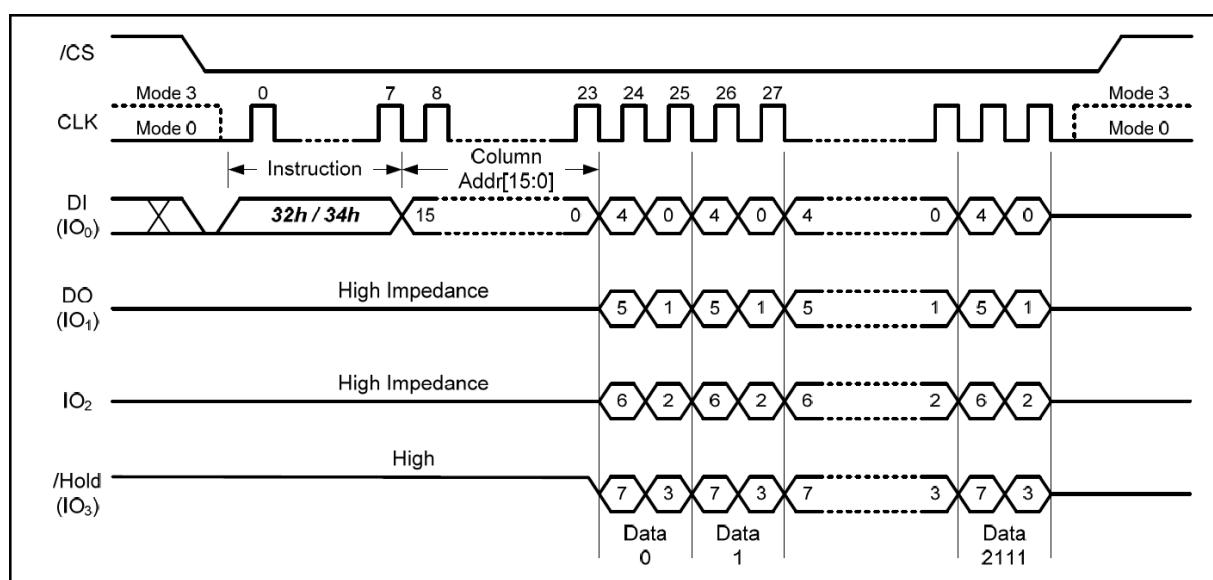 /CS
Mode 3 0 7 8 23 24 25 26 27 Mode 3
CLK
Mode 0 Mode 0
Instruction Column
Addr[15:0]
DI
(IO0) 32h / 34h 15 0 4 0 4 0 4 0 4 0
High Impedance
DO
(IO1) 5 1 5 1 5 1 5 1
High Impedance
IO2 6 2 6 2 6 2 6 2
High
/Hold
(IO3) 7 3 7 3 7 3 7 3
Data Data Data
0 1 2111